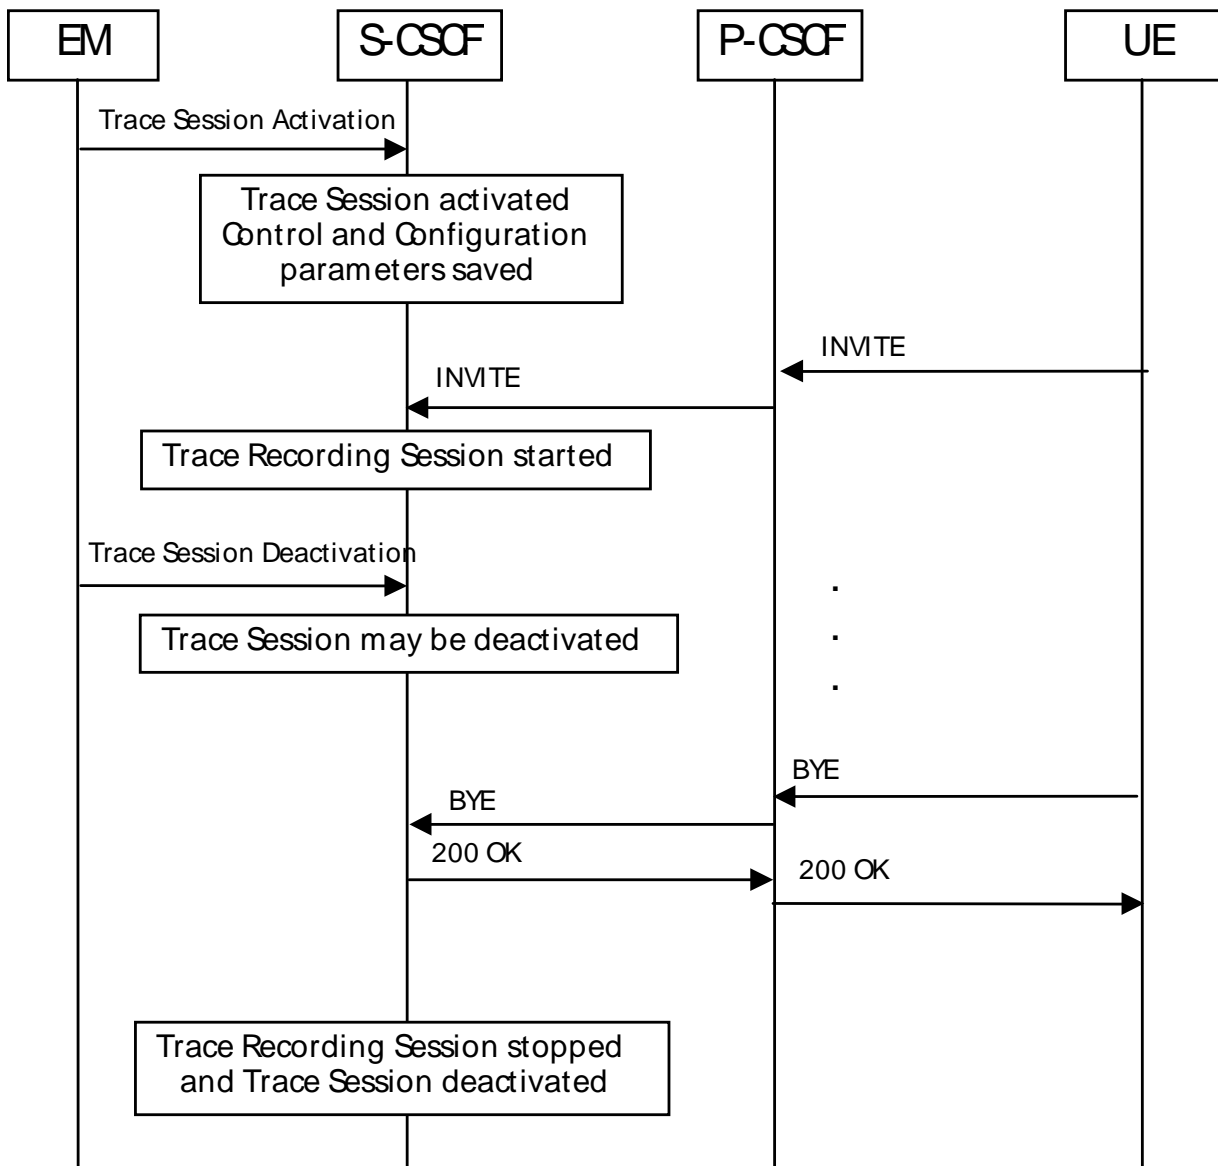 EM
S-CSCF
P-CSCF
UE
Trace Session Activation
Trace Session activated
Control and Configuration
parameters saved
INVITE
INVITE
Trace Recording Session started
Trace Session Deactivation
.
Trace Session may be deactivated
.
.
BYE
BYE
200 OK
200 OK
Trace Recording Session stopped
and Trace Session deactivated